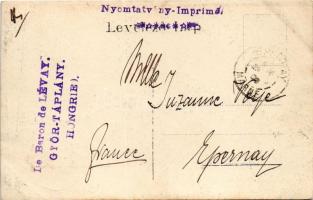 Nyomtatvány-Imprimé.
Levelezőlap
Le Baron de LÉVAY.
GYŐR-TÁPLÁNY.
(HONGRIE).
Mlle
Suzanne
France
Epernay